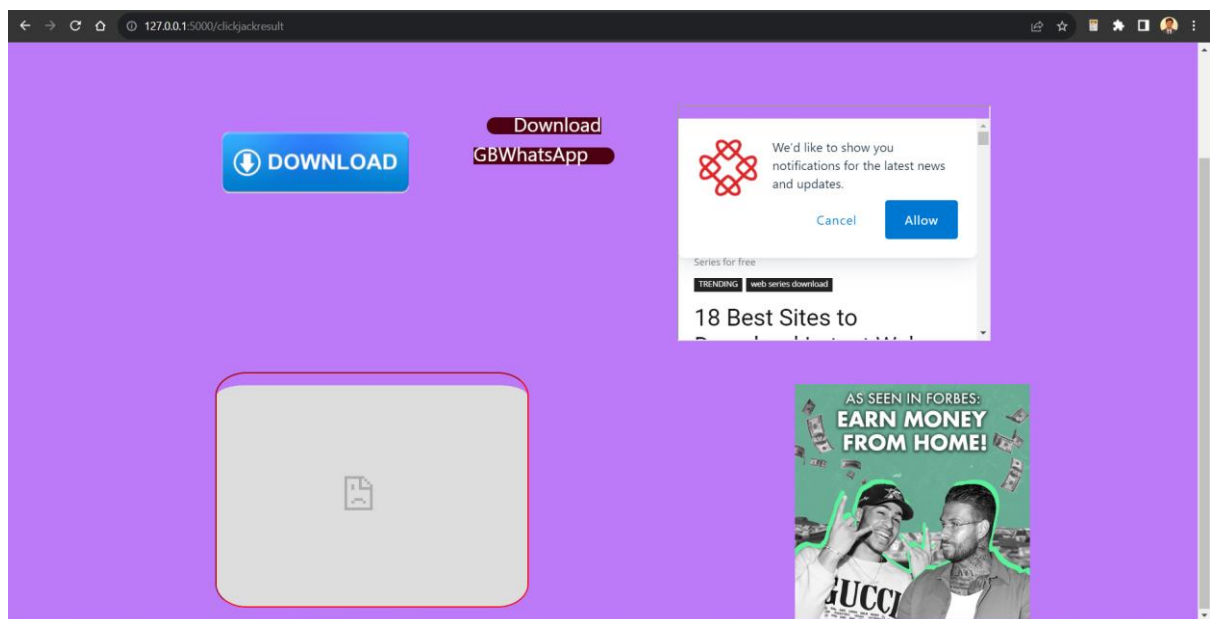 127.0.0.1:5000/clickjackresult
DOWNLOAD
Download
GBWhatsApp
We'd like to show you
notifications for the latest news
and updates.
Cancel
Allow
Series for free
TRENDING
web series download
18 Best Sites to
AS SEEN IN FORBES:
EARN MONEY
FROM HOME!
GUCCI